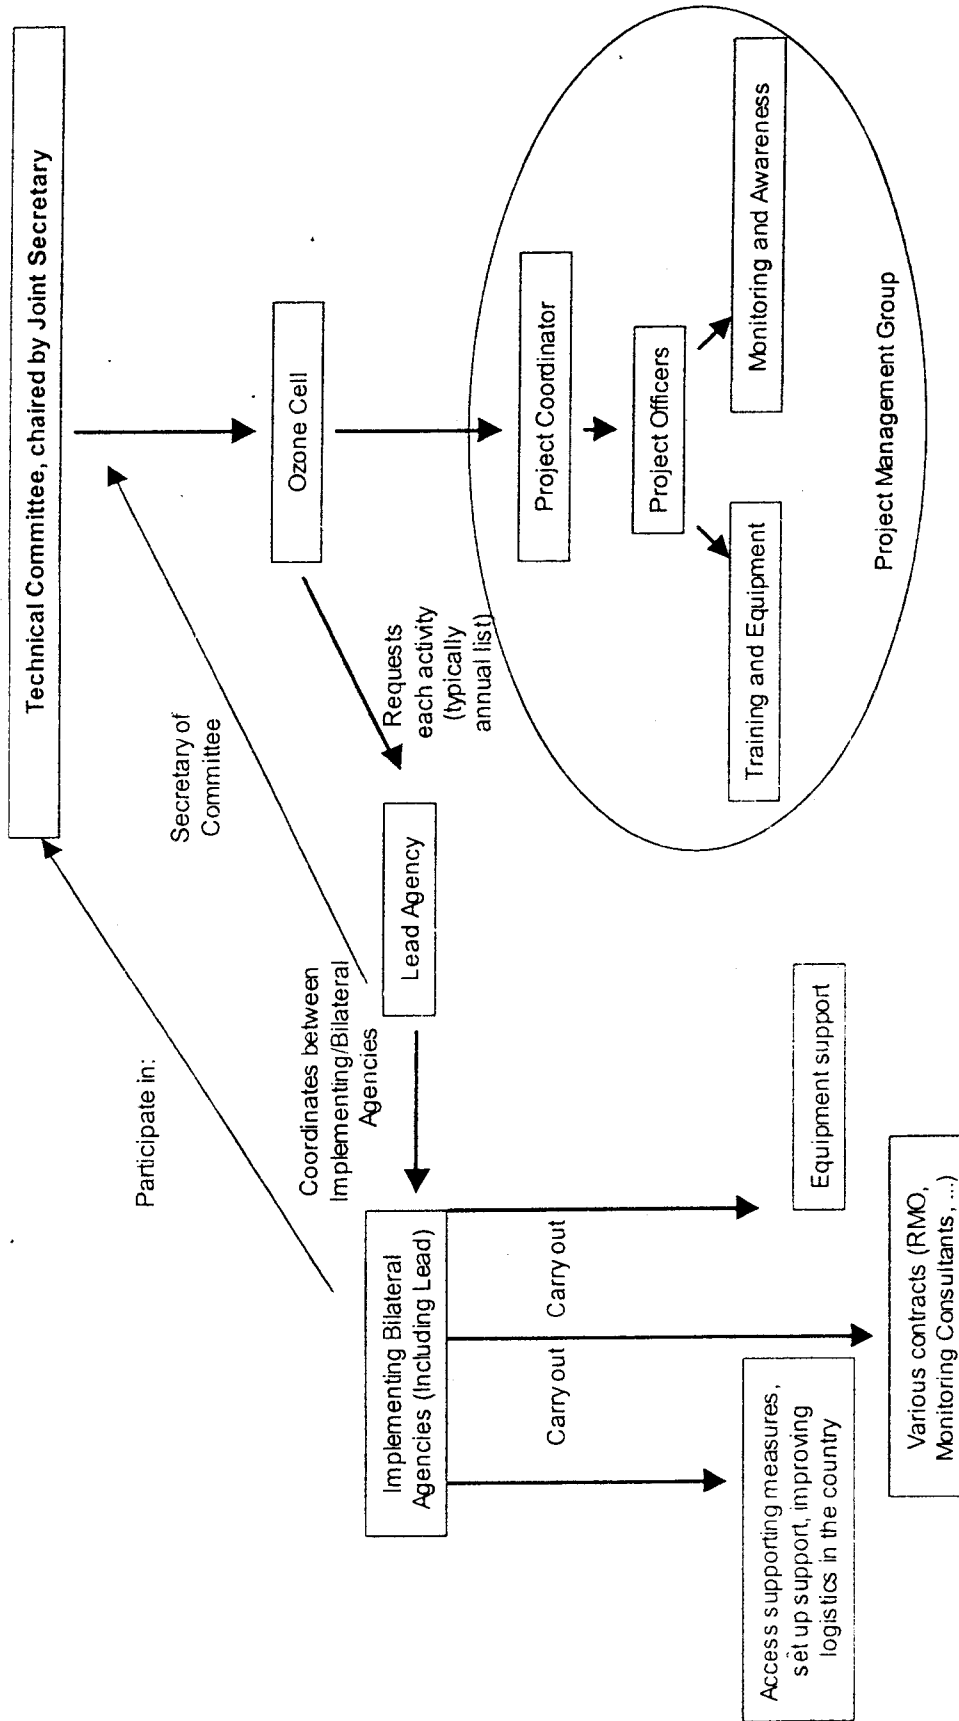 Technical Committee, chaired by Joint Secretary
Participate in:
Secretary of
Committee
Ozone Cell
Requests
each activity
(typically
annual list)
Coordinates between
Implementing/Bilateral
Agencies
Lead Agency
Implementing Bilateral
Agencies (Including Lead)
Carry out
Carry out
Access supporting measures,
set up support, improving
logistics in the country
Various contracts (RMO,
Monitoring Consultants, ...)
Equipment support
Project Coordinator
Project Officers
Training and Equipment
Monitoring and Awareness
Project Management Group